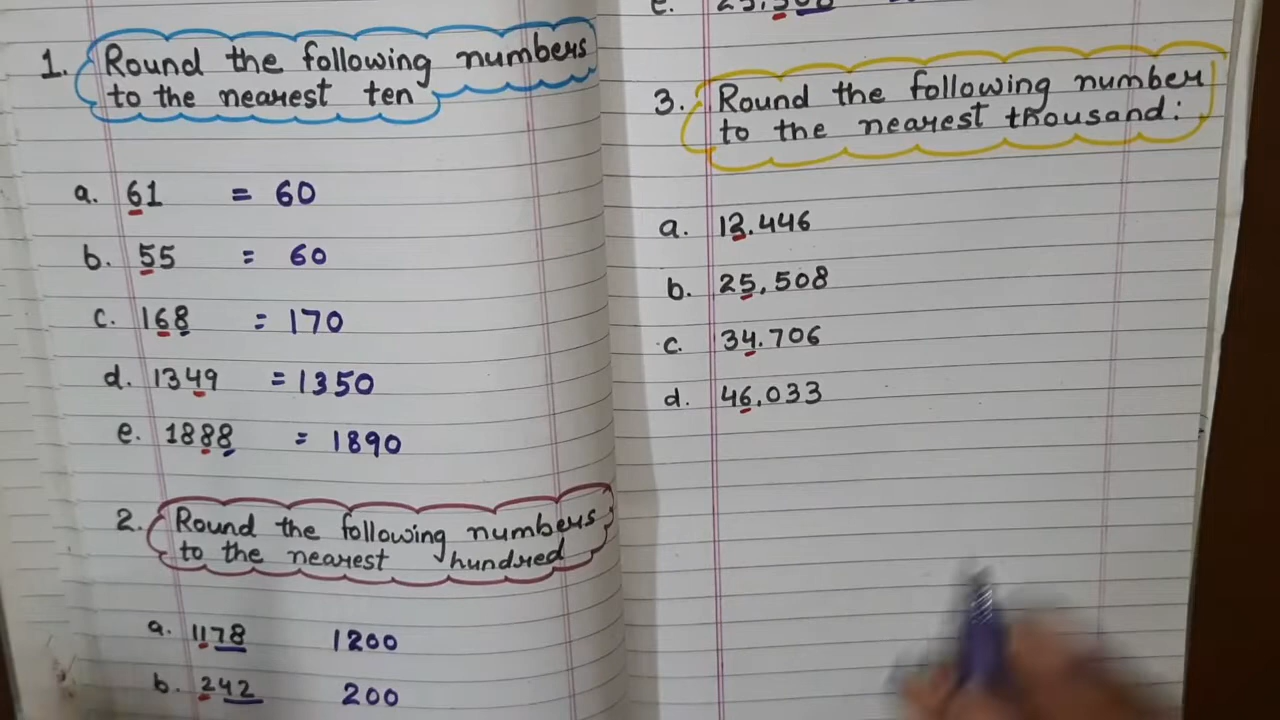 1. Round the following numbers
to the nearest ten
a. 61 = 60
b. 55 = 60
c. 168 = 170
d. 1349 = 1350
e. 1888 = 1890
2. Round the following numbers
to the nearest hundred
a. 1178 1200
b. 242 200
e.
3. Round the following number
to the nearest thousand:
a. 13.446
b. 25,508
c. 34.706
d. 46,033